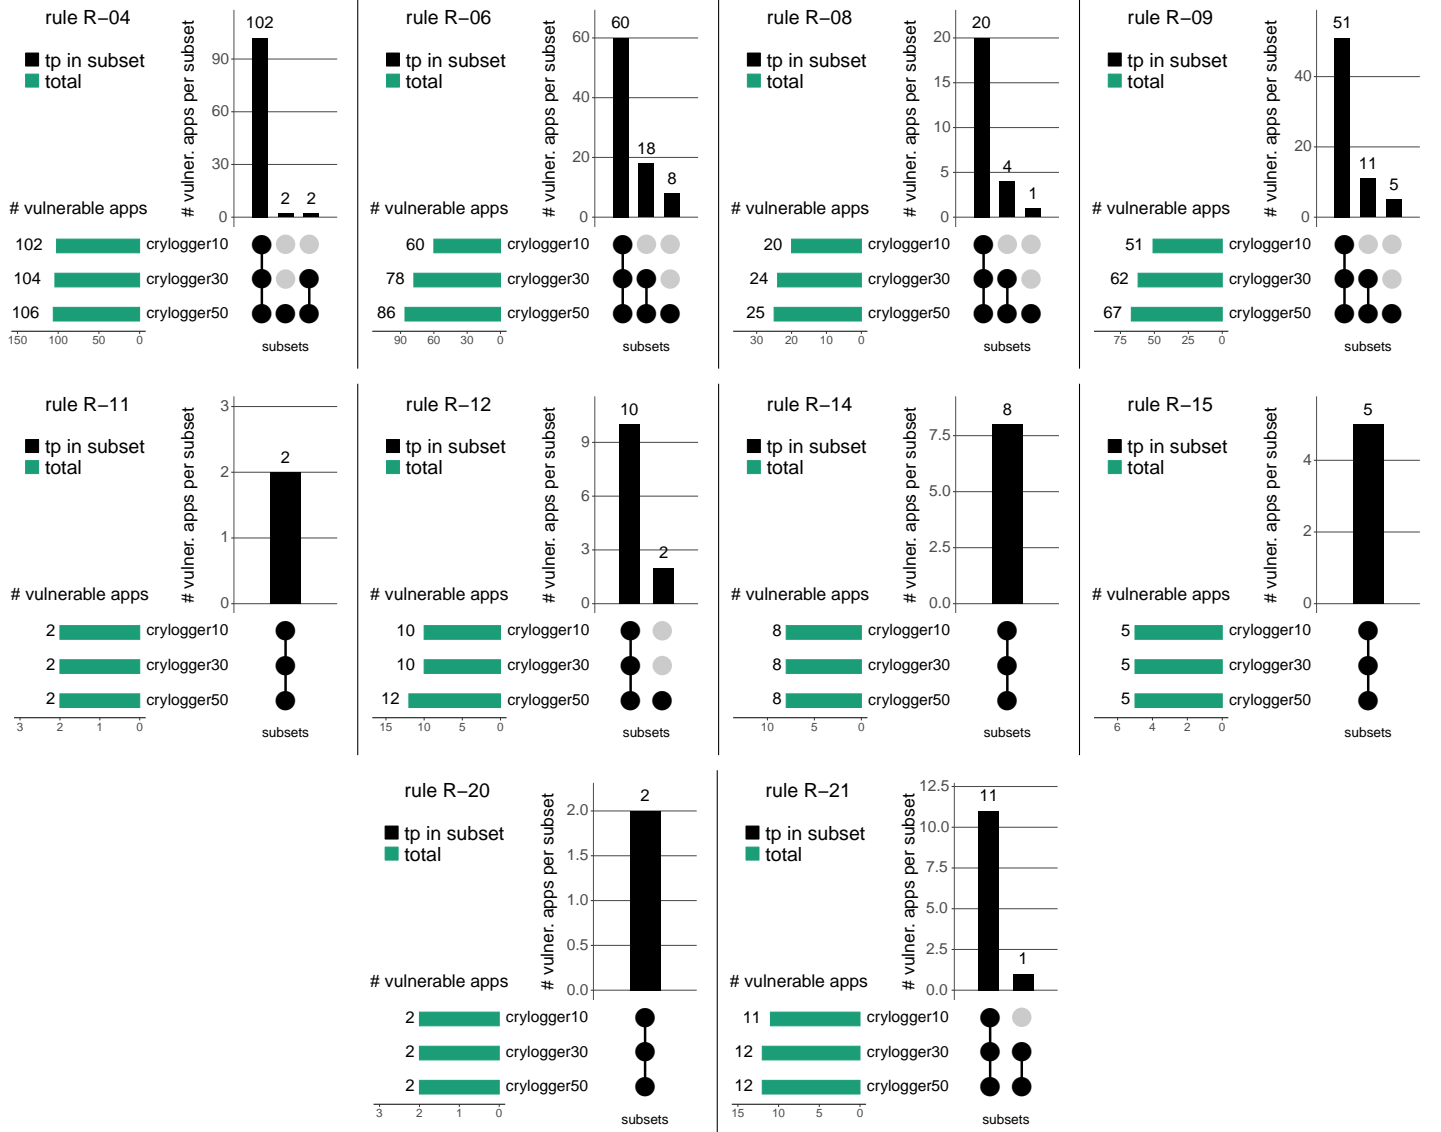 rule R−04
tp in subset
total
# vulner. apps per subset
102
2
2
90
60
30
0
# vulnerable apps
102
crylogger10
104
crylogger30
106
crylogger50
150 100 50 0
subsets
rule R−06
tp in subset
total
# vulner. apps per subset
60
18
8
60
40
20
0
# vulnerable apps
60
crylogger10
78
crylogger30
86
crylogger50
90 60 30 0
subsets
rule R−08
tp in subset
total
# vulner. apps per subset
20
4
1
20
15
10
5
0
# vulnerable apps
20
crylogger10
24
crylogger30
25
crylogger50
30 20 10 0
subsets
rule R−09
tp in subset
total
# vulner. apps per subset
51
11
5
40
20
0
# vulnerable apps
51
crylogger10
62
crylogger30
67
crylogger50
75 50 25 0
subsets
rule R−11
tp in subset
total
# vulner. apps per subset
2
3
2
1
0
# vulnerable apps
2
crylogger10
2
crylogger30
2
crylogger50
3 2 1 0
subsets
rule R−12
tp in subset
total
# vulner. apps per subset
10
2
9
6
3
0
# vulnerable apps
10
crylogger10
10
crylogger30
12
crylogger50
15 10 5 0
subsets
rule R−14
tp in subset
total
# vulner. apps per subset
8
7.5
5.0
2.5
0.0
# vulnerable apps
8
crylogger10
8
crylogger30
8
crylogger50
10 5 0
subsets
rule R−15
tp in subset
total
# vulner. apps per subset
5
4
2
0
# vulnerable apps
5
crylogger10
5
crylogger30
5
crylogger50
6 4 2 0
subsets
rule R−20
tp in subset
total
# vulner. apps per subset
2
2.0
1.5
1.0
0.5
0.0
# vulnerable apps
2
crylogger10
2
crylogger30
2
crylogger50
3 2 1 0
subsets
rule R−21
tp in subset
total
# vulner. apps per subset
11
1
12.5
10.0
7.5
5.0
2.5
0.0
# vulnerable apps
11
crylogger10
12
crylogger30
12
crylogger50
15 10 5 0
subsets